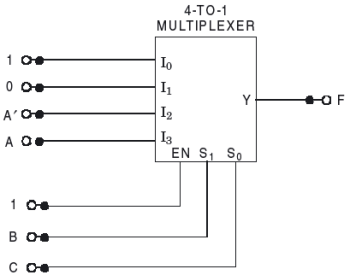 4-TO-1
MULTIPLEXER
1 I₀
0 I₁
A′ I₂ Y F
A I₃
EN S₁ S₀
1
B
C